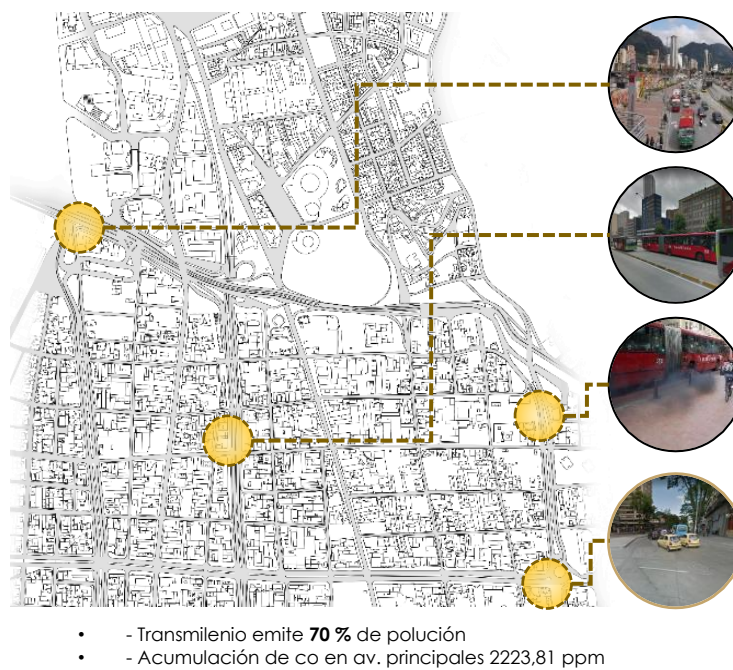 • - Transmilenio emite 70 % de polución
• - Acumulación de co en av. principales 2223,81 ppm